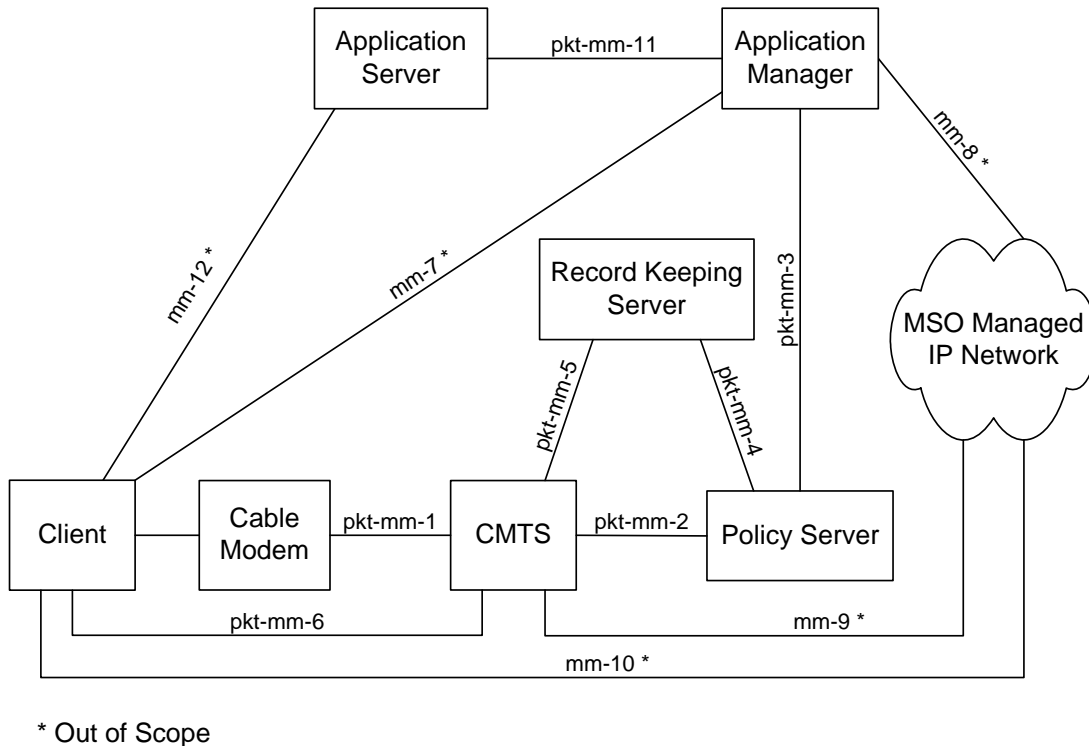 Application
Server
pkt-mm-11
Application
Manager
mm-8 *
mm-12 *
mm-7 *
pkt-mm-3
Record Keeping
Server
MSO Managed
IP Network
pkt-mm-5
pkt-mm-4
Client
Cable
Modem
pkt-mm-1
CMTS
pkt-mm-2
Policy Server
pkt-mm-6
mm-9 *
mm-10 *
* Out of Scope